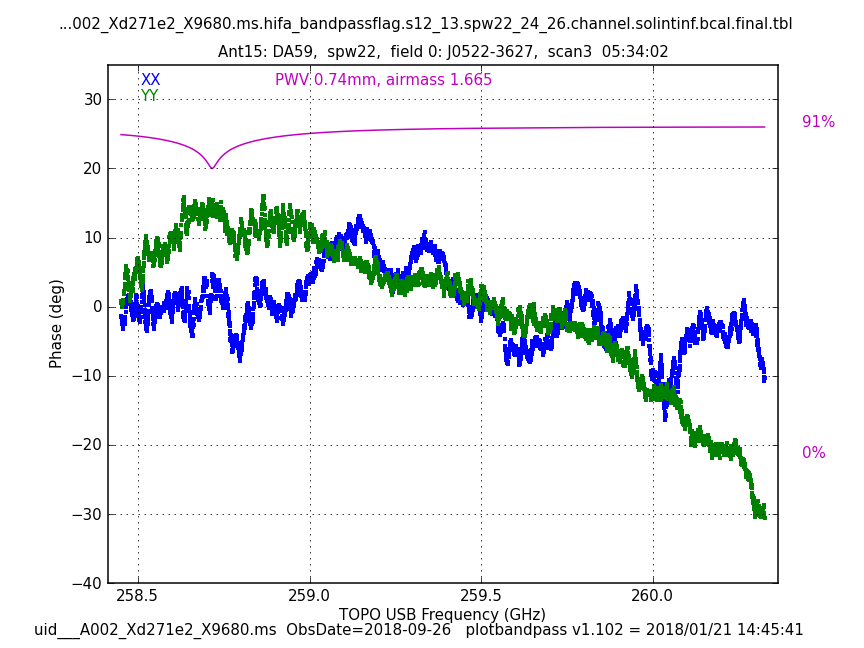 ...002_Xd271e2_X9680.ms.hifa_bandpassflag.s12_13.spw22_24_26.channel.solintinf.bcal.final.tbl
Ant15: DA59,  spw22,  field 0: J0522-3627,  scan3  05:34:02
XX
PWV 0.74mm, airmass 1.665
YY
30
91%
20
10
0
−10
−20
0%
−30
−40
Phase (deg)
258.5
259.0
259.5
260.0
TOPO USB Frequency (GHz)
uid___A002_Xd271e2_X9680.ms  ObsDate=2018-09-26   plotbandpass v1.102 = 2018/01/21 14:45:41